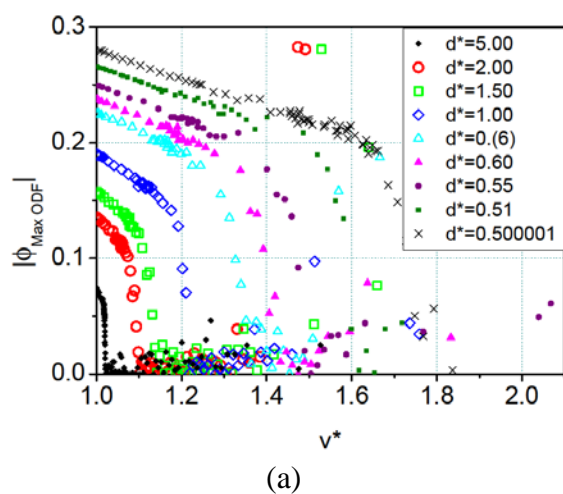 0.3
0.2
0.1
0.0
|ϕMax ODF|
d*=5.00
d*=2.00
d*=1.50
d*=1.00
d*=0.(6)
d*=0.60
d*=0.55
d*=0.51
d*=0.500001
1.0 1.2 1.4 1.6 1.8 2.0
v*
(a)